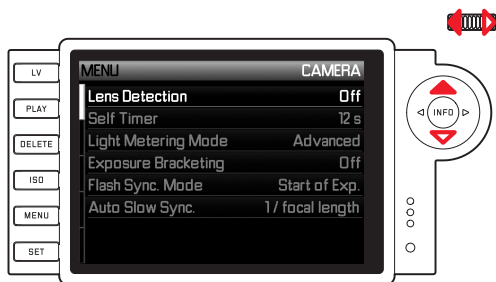 LV
PLAY
DELETE
ISO
MENU
SET
MENU CAMERA
Lens Detection Off
Self Timer 12 s
Light Metering Mode Advanced
Exposure Bracketing Off
Flash Sync. Mode Start of Exp.
Auto Slow Sync. 1 / focal length
INFO